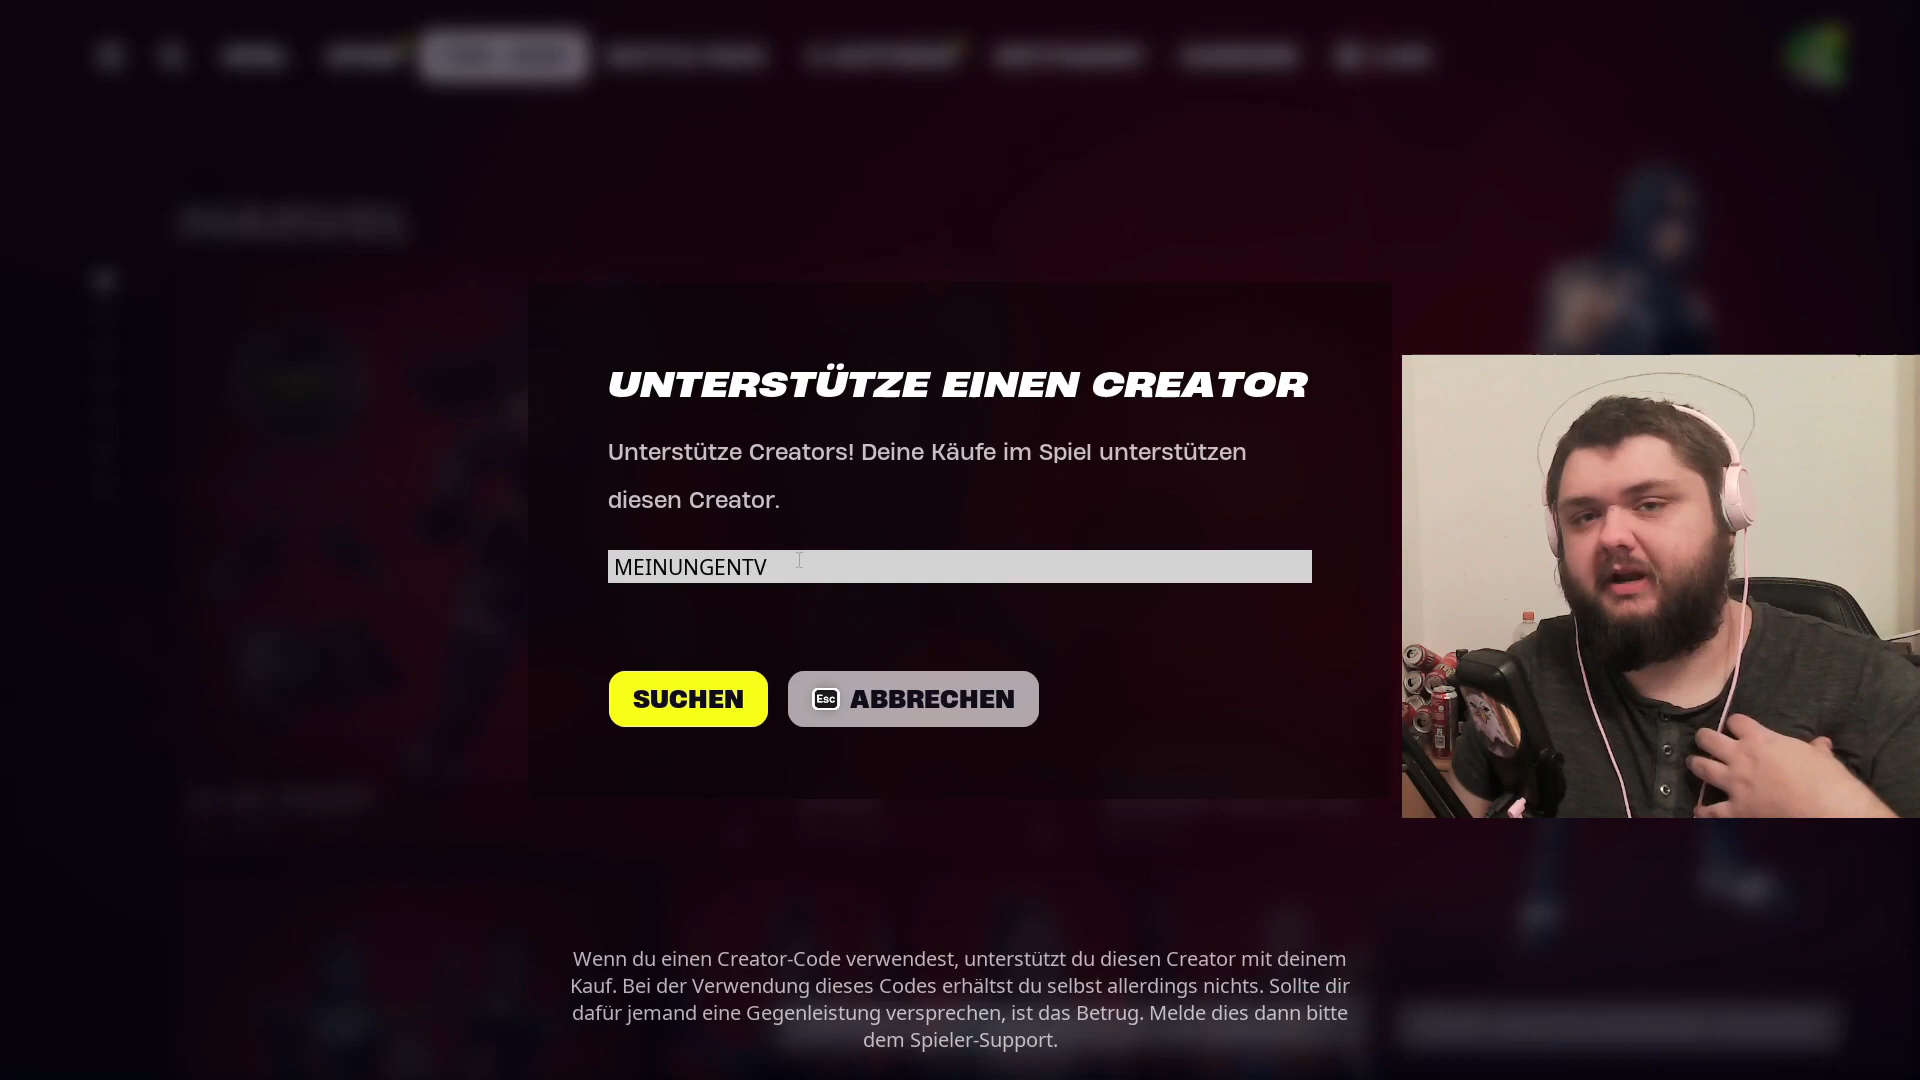 UNTERSTÜTZE EINEN CREATOR
Unterstütze Creators! Deine Käufe im Spiel unterstützen
diesen Creator.
MEINUNGENTV
SUCHEN
Esc ABBRECHEN
Wenn du einen Creator-Code verwendest, unterstützt du diesen Creator mit deinem
Kauf. Bei der Verwendung dieses Codes erhältst du selbst allerdings nichts. Sollte dir
dafür jemand eine Gegenleistung versprechen, ist das Betrug. Melde dies dann bitte
dem Spieler-Support.